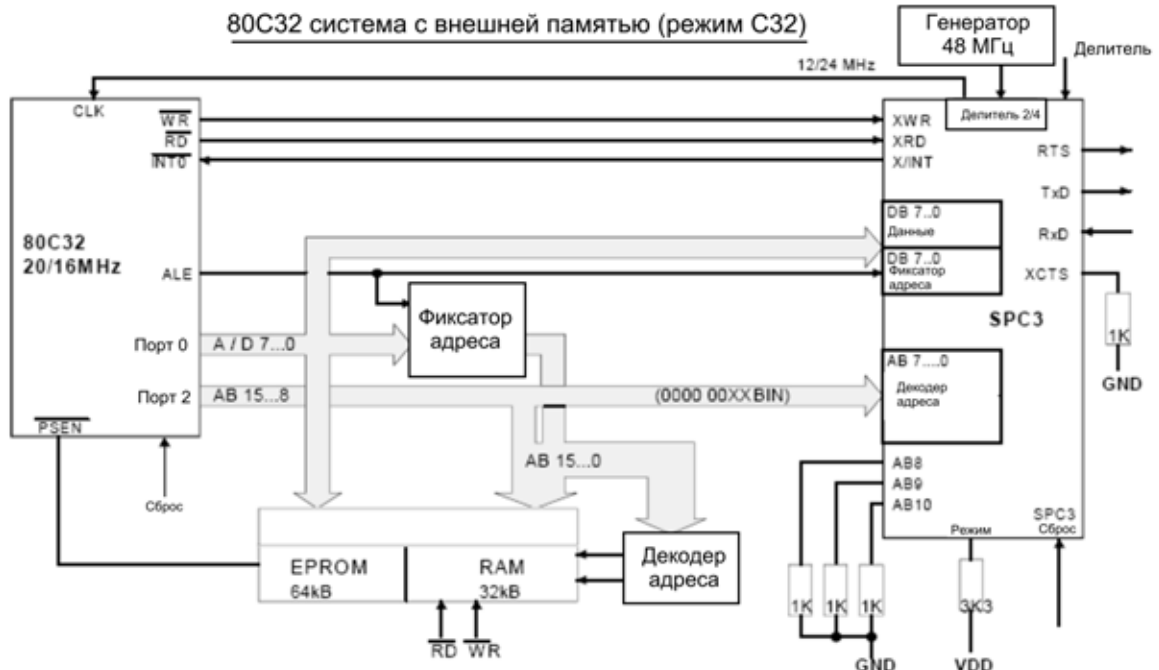 80C32 система с внешней памятью (режим C32)
Генератор
48 МГц
Делитель
12/24 MHz
CLK
WR
RD
INT0
80C32
20/16MHz
ALE
Порт 0
A / D 7...0
Порт 2
AB 15...8
(0000 00XX BIN)
PSEN
Сброс
Фиксатор
адреса
AB 15...0
EPROM
64kB
RAM
32kB
RD WR
Декодер
адреса
Делитель 2/4
XWR
XRD
X/INT
RTS
TxD
RxD
XCTS
DB 7..0
Данные
DB 7..0
Фиксатор
адреса
SPC3
1K
GND
AB 7....0
Декодер
адреса
AB8
AB9
AB10
Режим
SPC3
Сброс
1K 1K 1K 3K3
GND VDD